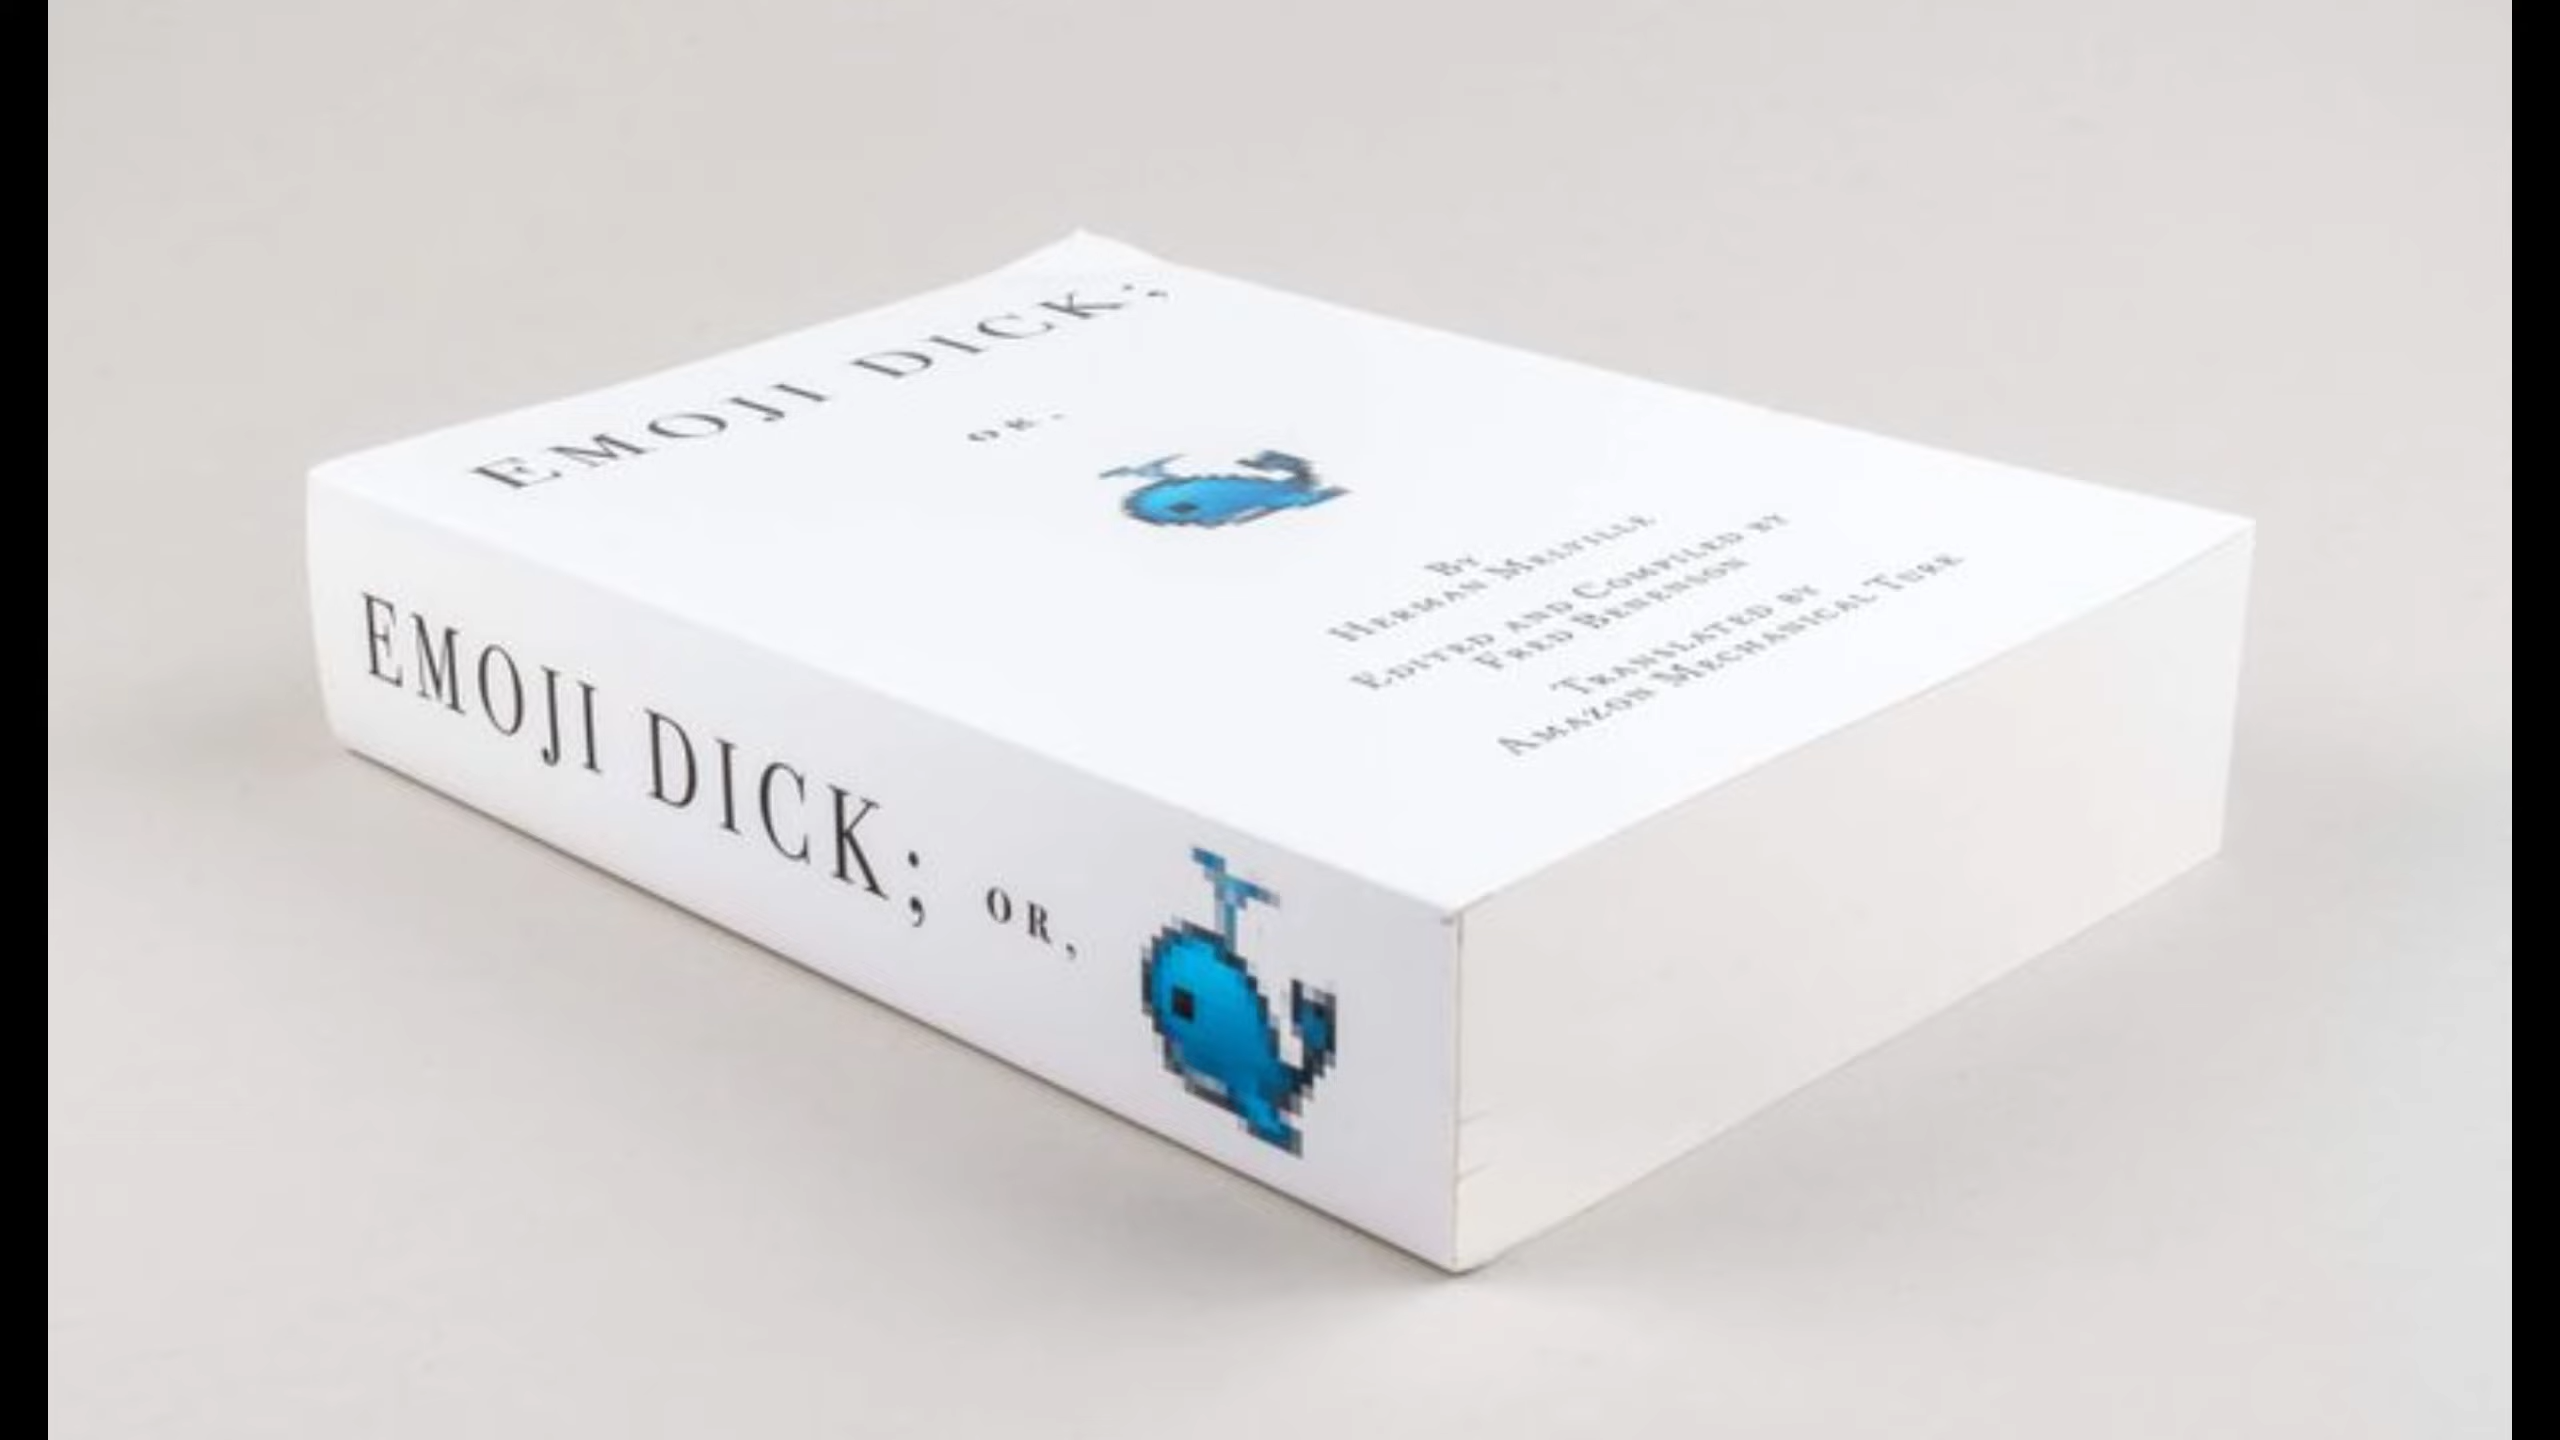 EMOJI DICK;
OR,
BY
HERMAN MELVILLE
EDITED AND COMPILED BY
FRED BENENSON
TRANSLATED BY
AMAZON MECHANICAL TURK
EMOJI DICK; OR,